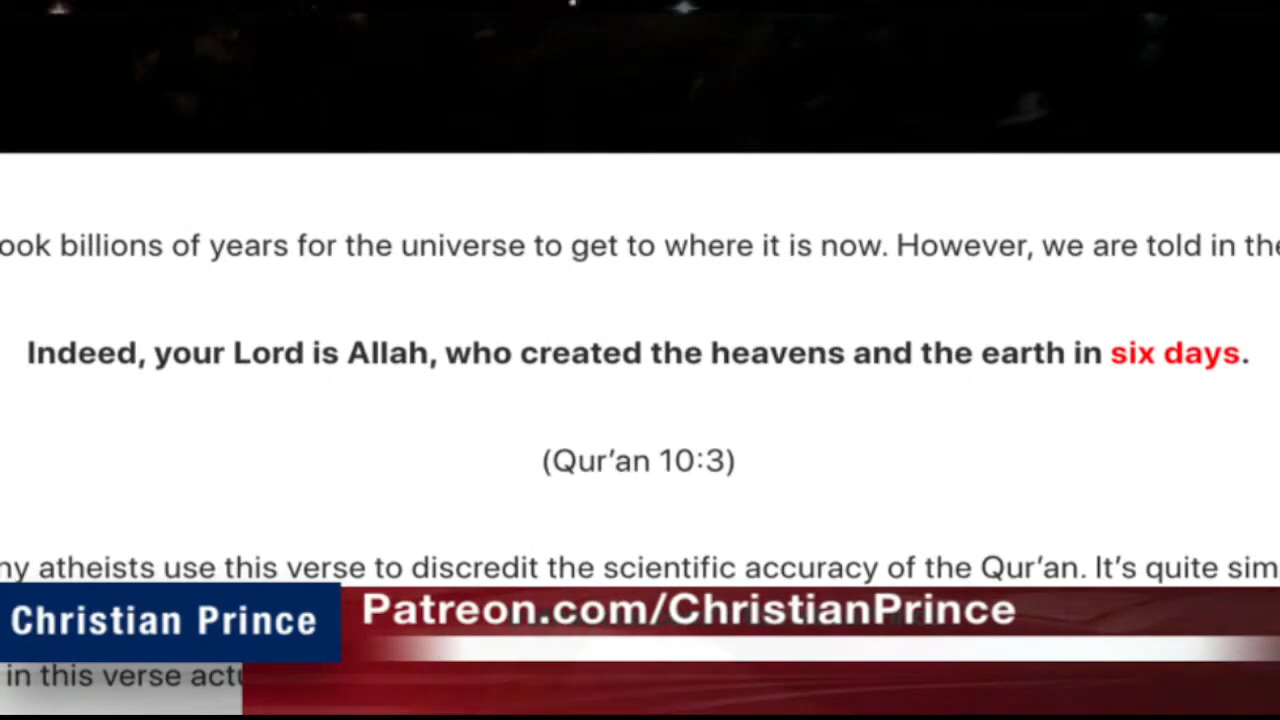 ook billions of years for the universe to get to where it is now. However, we are told in the
Indeed, your Lord is Allah, who created the heavens and the earth in six days.
(Qur’an 10:3)
ny atheists use this verse to discredit the scientific accuracy of the Qur’an. It’s quite sim
Christian Prince
Patreon.com/ChristianPrince
in this verse actu